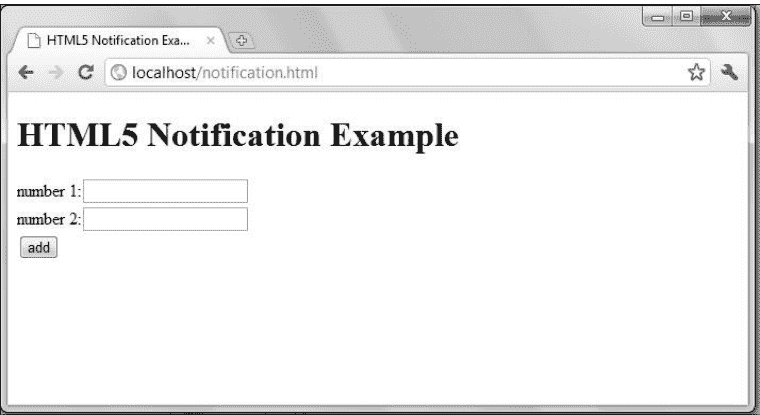 HTML5 Notification Exa... ×
localhost/notification.html
HTML5 Notification Example
number 1:
number 2:
add